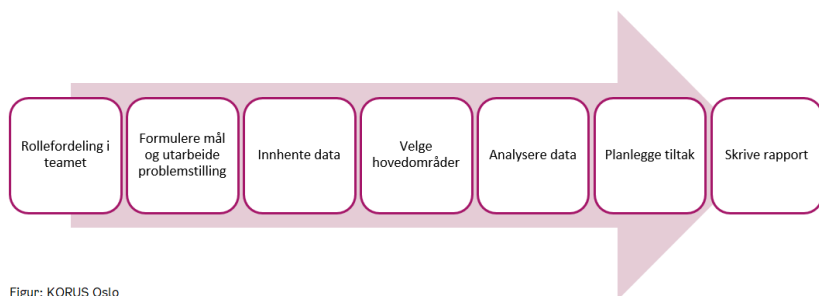 Rollefordeling i
teamet
Formulere mål
og utarbeide
problemstilling
Innhente data
Velge
hovedområder
Analysere data
Planlegge tiltak
Skrive rapport
Figur: KORUS Oslo